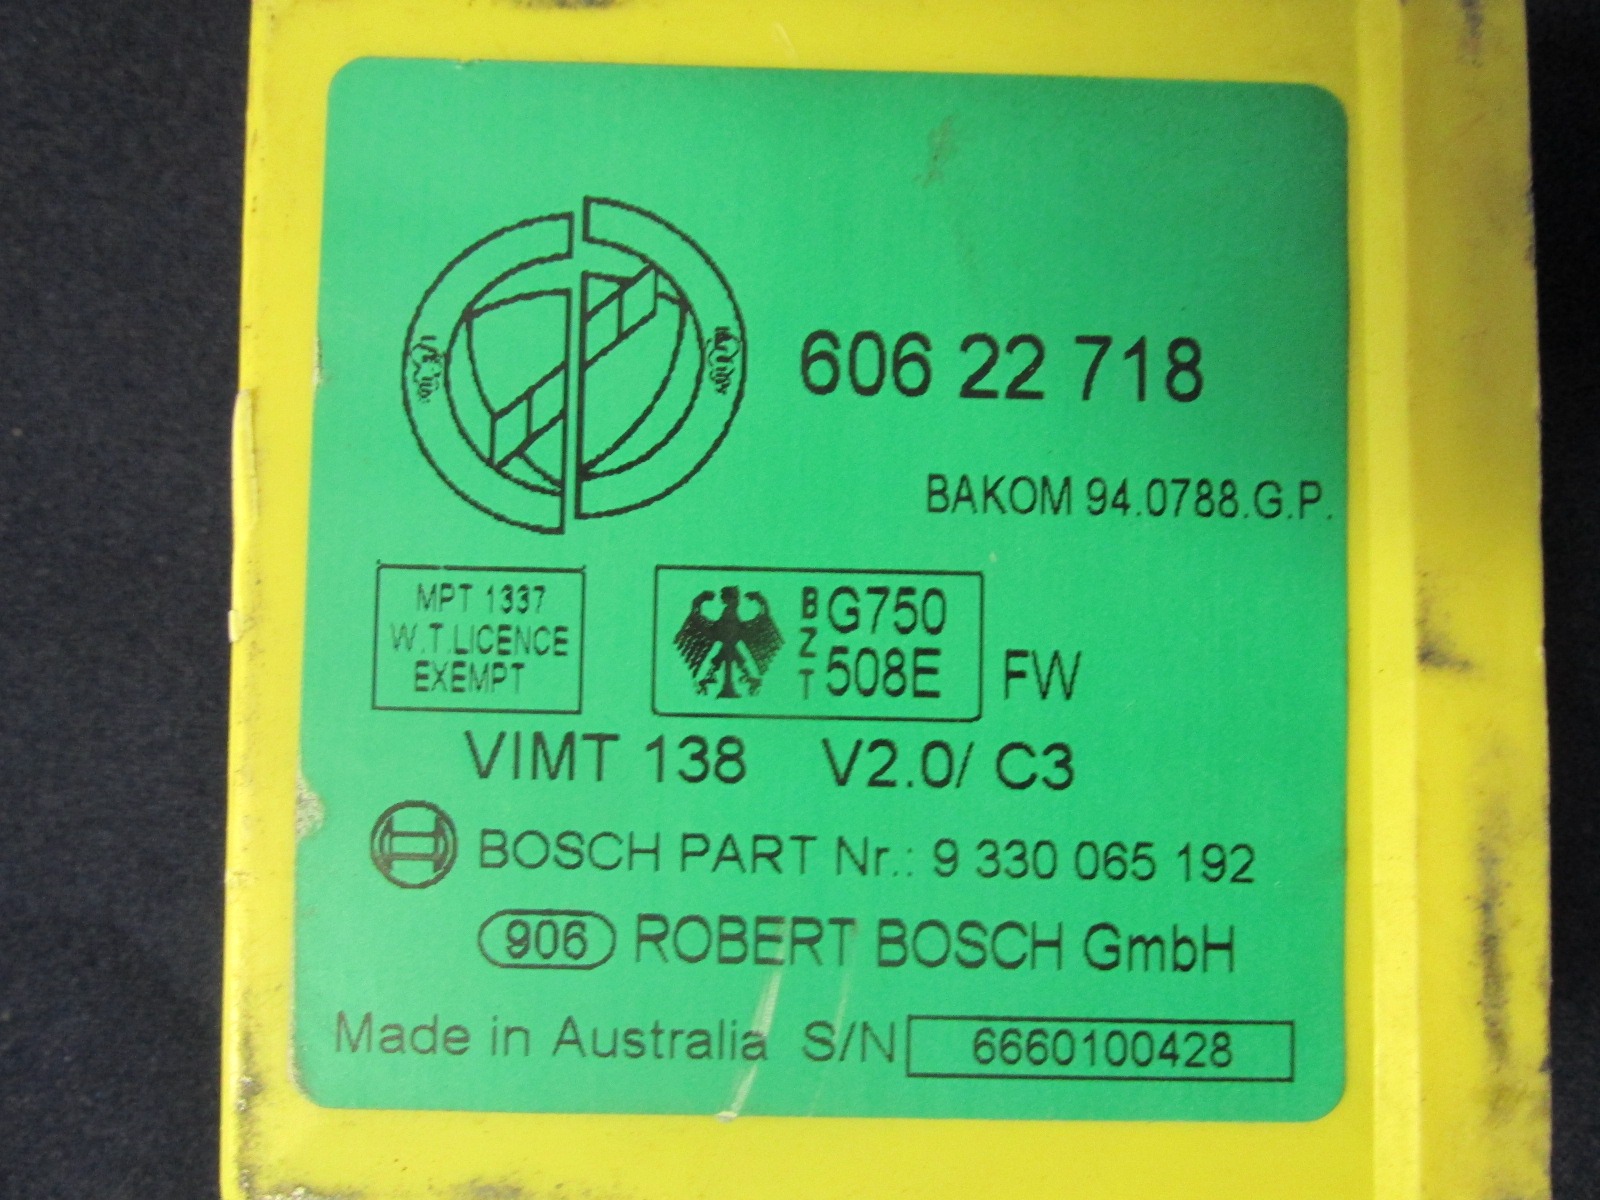 606 22 718
BAKOM 94.0788.G.P.
MPT 1337
W.T.LICENCE
EXEMPT
BZT
G750
508E
FW
VIMT 138 V2.0/ C3
BOSCH PART Nr.: 9 330 065 192
906 ROBERT BOSCH GmbH
Made in Australia S/N 6660100428